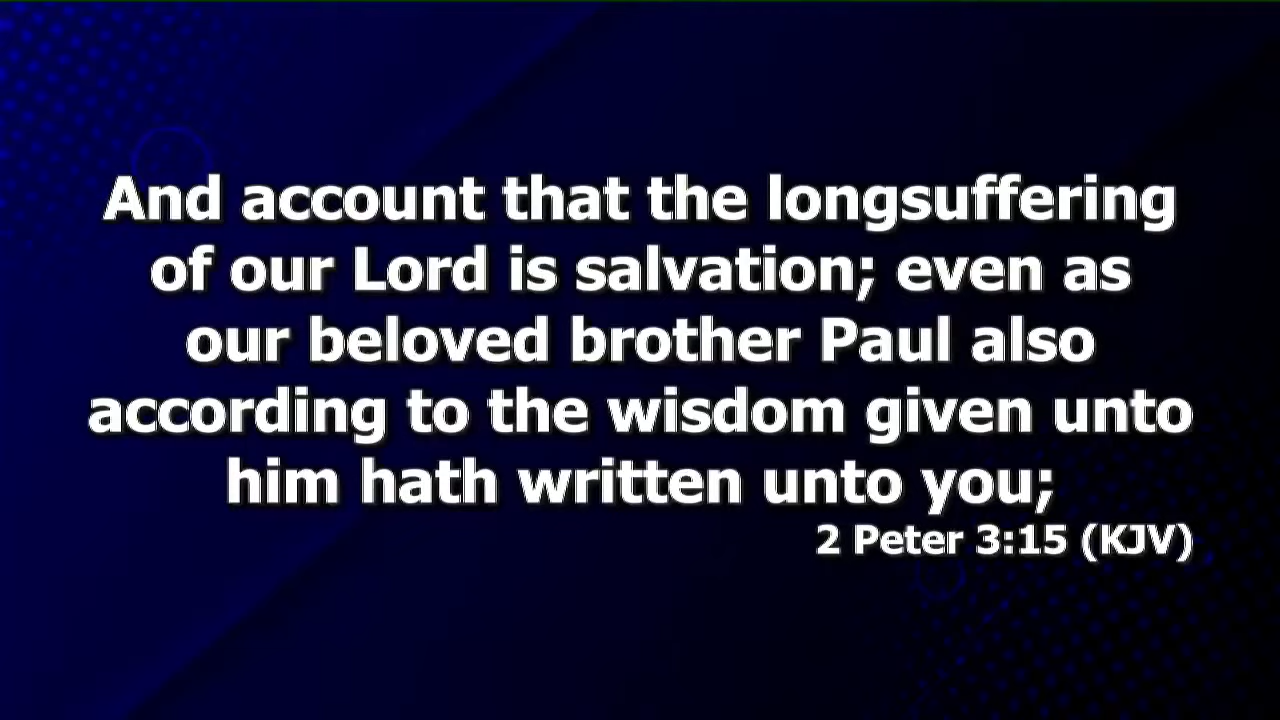 And account that the longsuffering
of our Lord is salvation; even as
our beloved brother Paul also
according to the wisdom given unto
him hath written unto you;
2 Peter 3:15 (KJV)